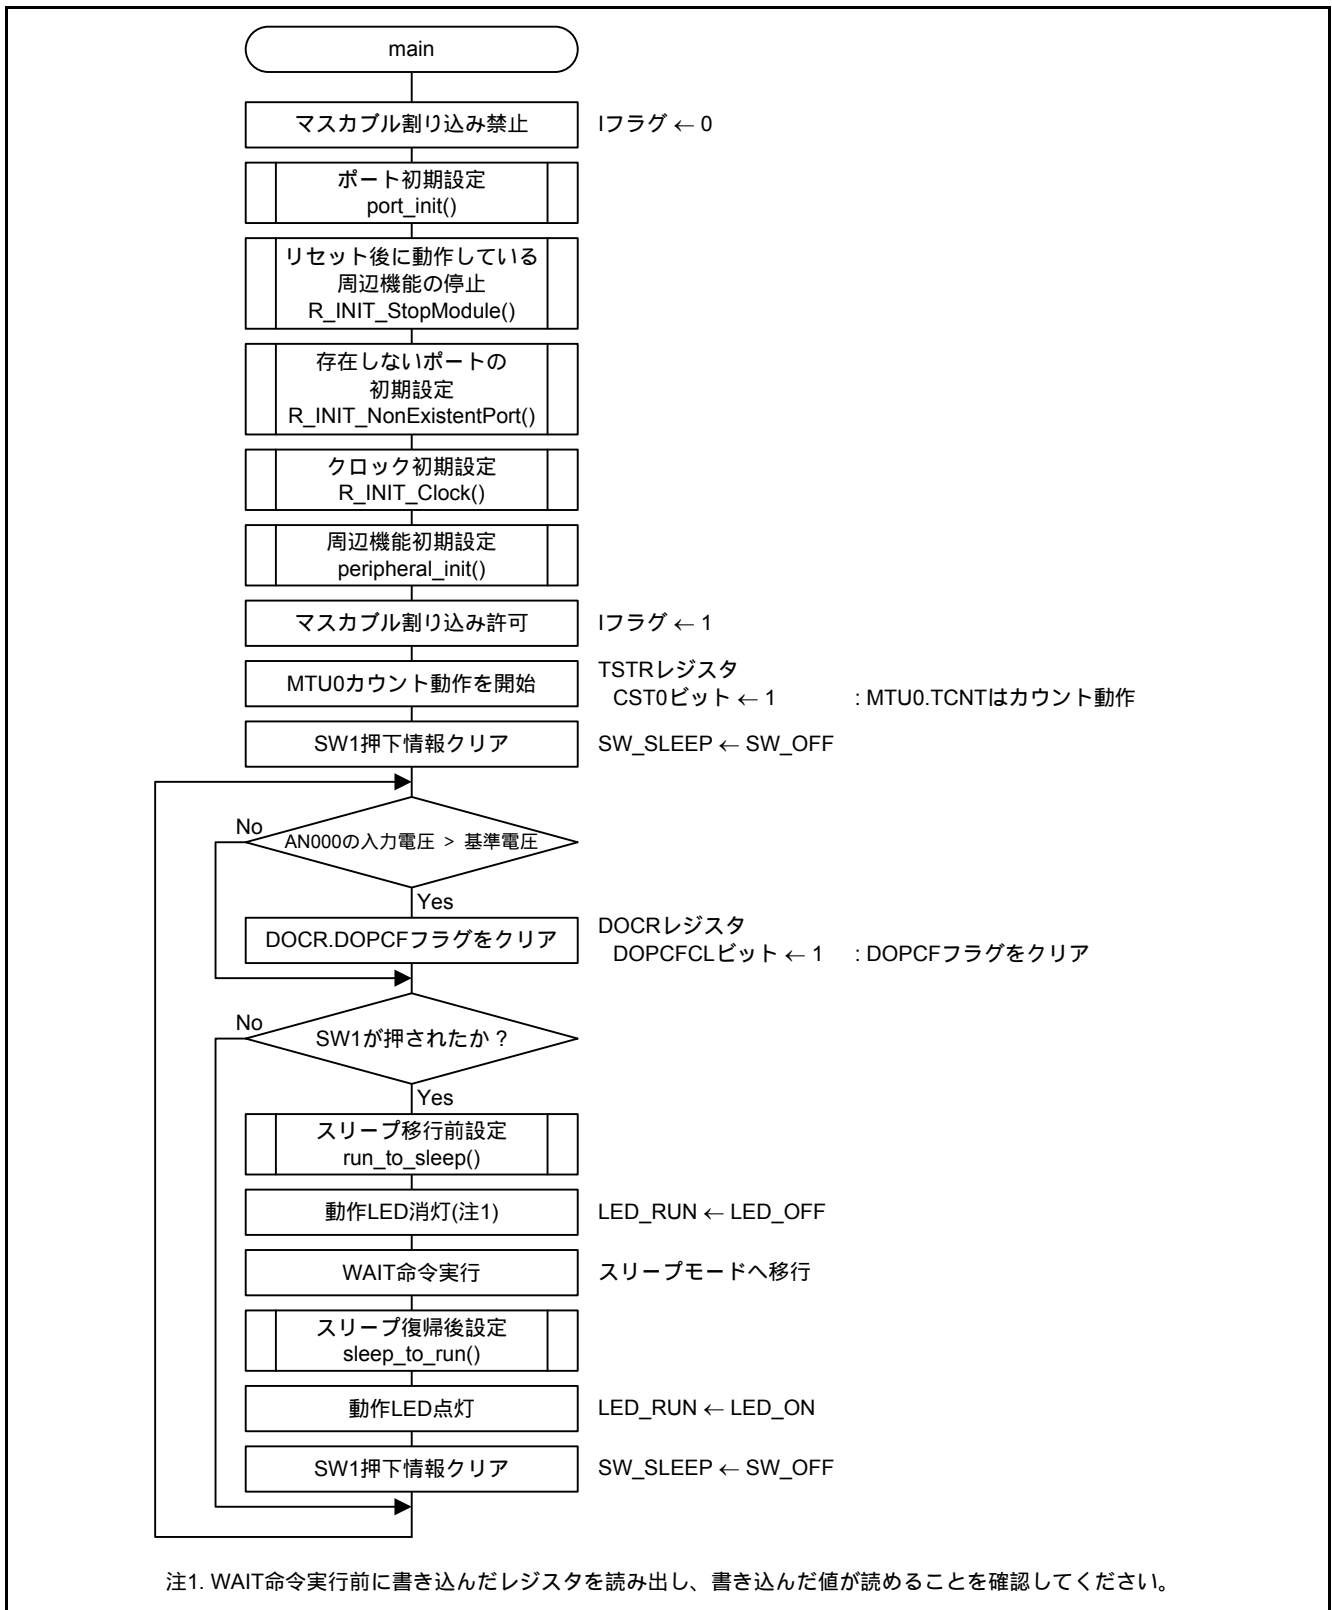 main
マスカブル割り込み禁止
Iフラグ ← 0
ポート初期設定
port_init()
リセット後に動作している
周辺機能の停止
R_INIT_StopModule()
存在しないポートの
初期設定
R_INIT_NonExistentPort()
クロック初期設定
R_INIT_Clock()
周辺機能初期設定
peripheral_init()
マスカブル割り込み許可
Iフラグ ← 1
MTU0カウント動作を開始
TSTRレジスタ
CST0ビット ← 1 : MTU0.TCNTはカウント動作
SW1押下情報クリア
SW_SLEEP ← SW_OFF
No
AN000の入力電圧 > 基準電圧
Yes
DOCR.DOPCFフラグをクリア
DOCRレジスタ
DOPCFCLビット ← 1 : DOPCFフラグをクリア
No
SW1が押されたか?
Yes
スリープ移行前設定
run_to_sleep()
動作LED消灯(注1)
LED_RUN ← LED_OFF
WAIT命令実行
スリープモードへ移行
スリープ復帰後設定
sleep_to_run()
動作LED点灯
LED_RUN ← LED_ON
SW1押下情報クリア
SW_SLEEP ← SW_OFF
注1. WAIT命令実行前に書き込んだレジスタを読み出し、書き込んだ値が読めることを確認してください。